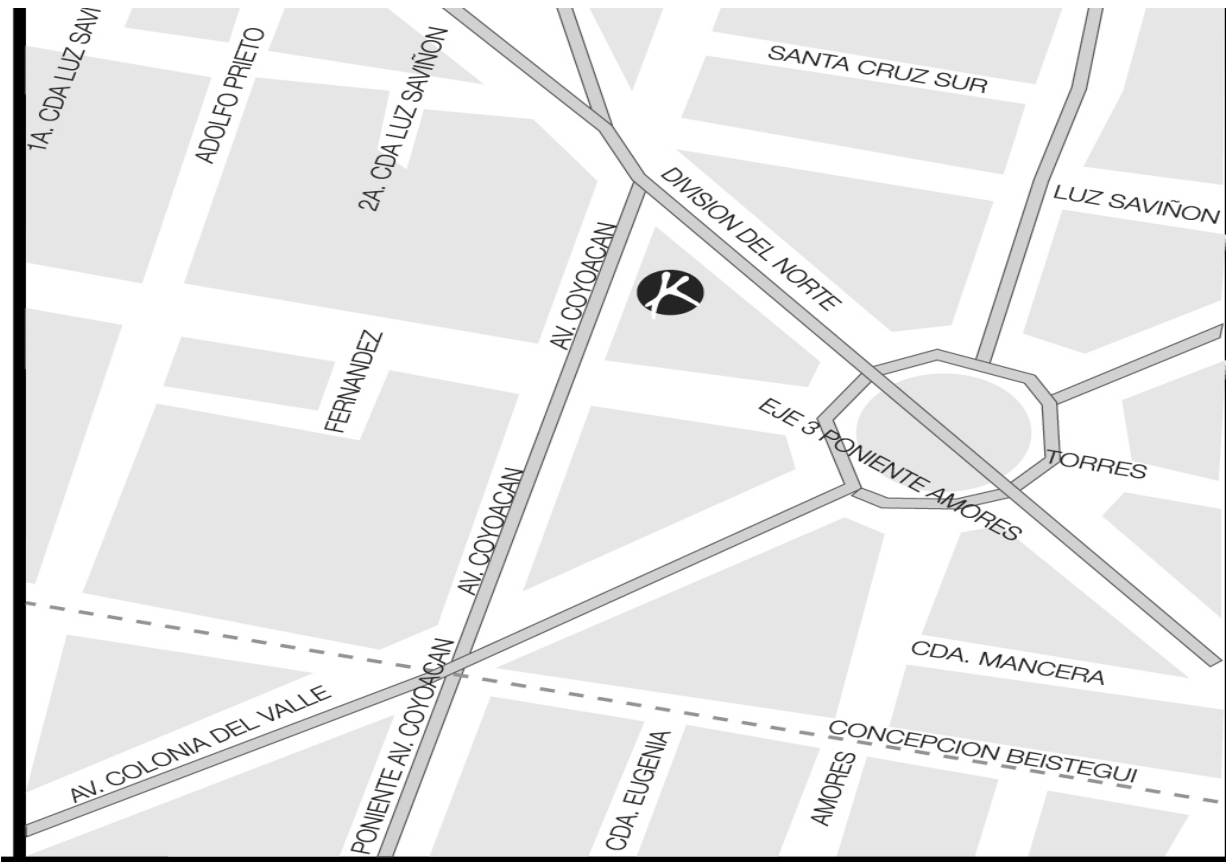 1A. CDA LUZ SAVI
ADOLFO PRIETO
2A. CDA LUZ SAVIÑON
SANTA CRUZ SUR
LUZ SAVIÑON
DIVISION DEL NORTE
AV. COYOACAN
FERNANDEZ
EJE 3 PONIENTE AMORES
TORRES
AV. COYOACAN
CDA. MANCERA
AV. COLONIA DEL VALLE
PONIENTE AV. COYOACAN
CDA. EUGENIA
AMORES
CONCEPCION BEISTEGUI